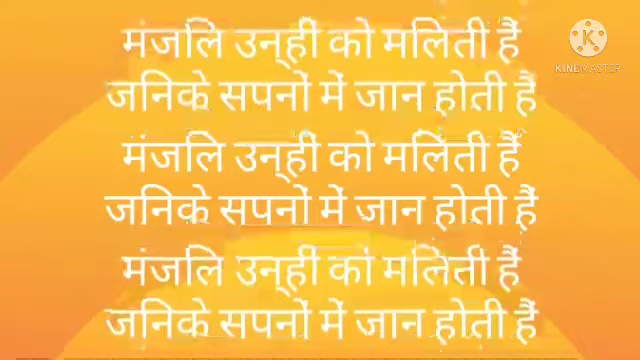 मंजलि उन्हीं को मलिती हैं
KINEMASTER
जनिके सपनों में जान होती हैं
मंजलि उन्हीं को मलिती हैं
जनिके सपनों में जान होती हैं
मंजलि उन्हीं को मलिती हैं
जनिके सपनों में जान होती हैं